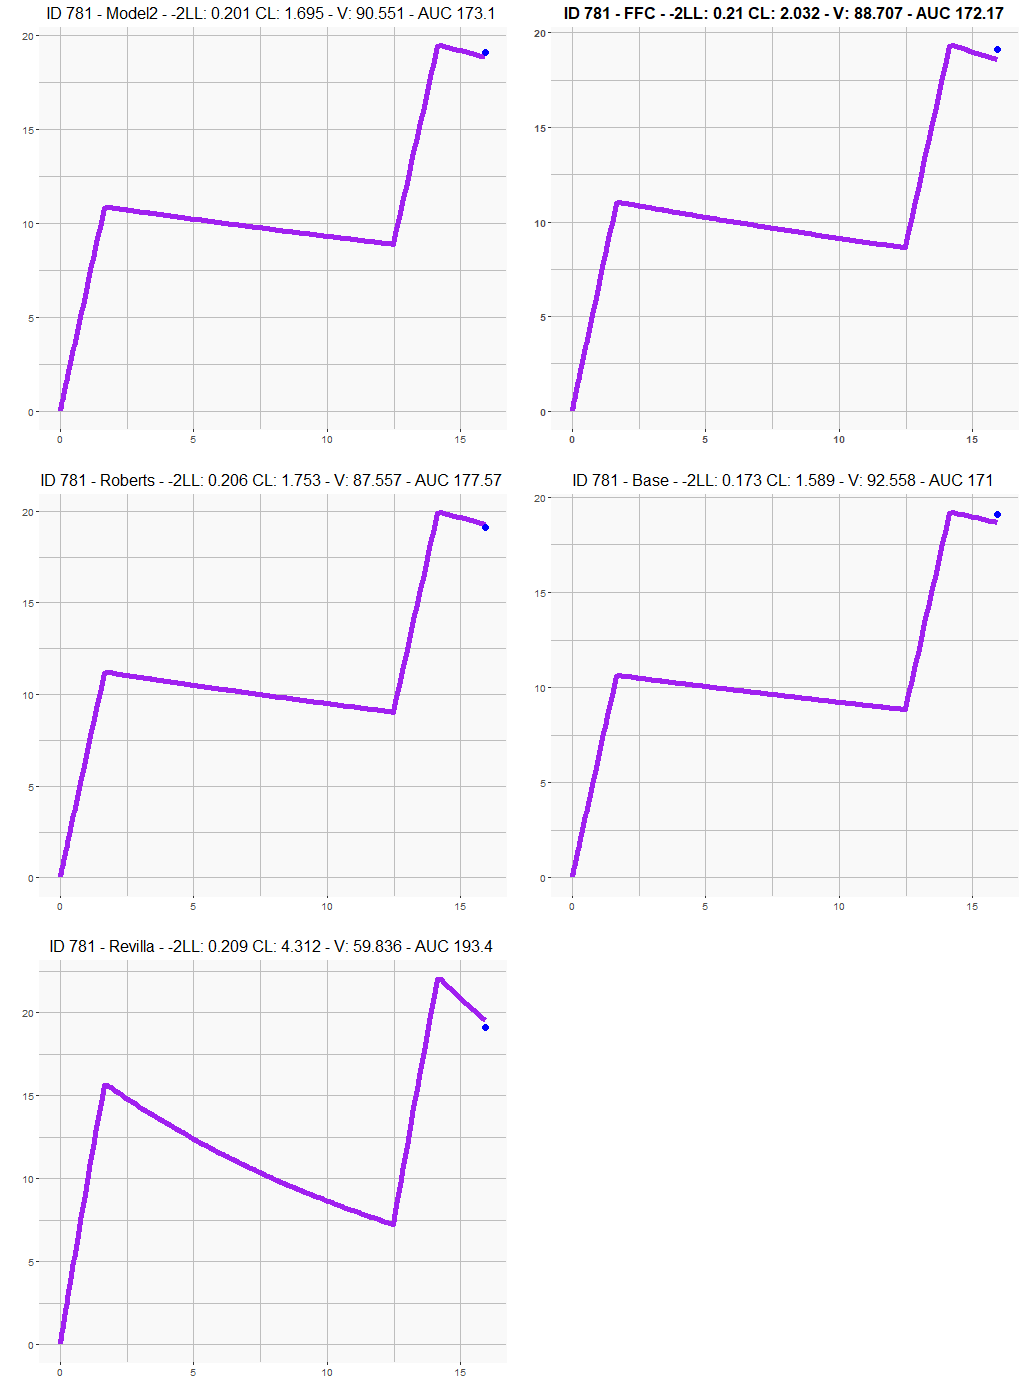 ID 781 - Model2 - -2LL: 0.201 CL: 1.695 - V: 90.551 - AUC 173.1
20
15
10
5
0
0 5 10 15
ID 781 - FFC - -2LL: 0.21 CL: 2.032 - V: 88.707 - AUC 172.17
20
15
10
5
0
0 5 10 15
ID 781 - Roberts - -2LL: 0.206 CL: 1.753 - V: 87.557 - AUC 177.57
20
15
10
5
0
0 5 10 15
ID 781 - Base - -2LL: 0.173 CL: 1.589 - V: 92.558 - AUC 171
20
15
10
5
0
0 5 10 15
ID 781 - Revilla - -2LL: 0.209 CL: 4.312 - V: 59.836 - AUC 193.4
20
15
10
5
0
0 5 10 15